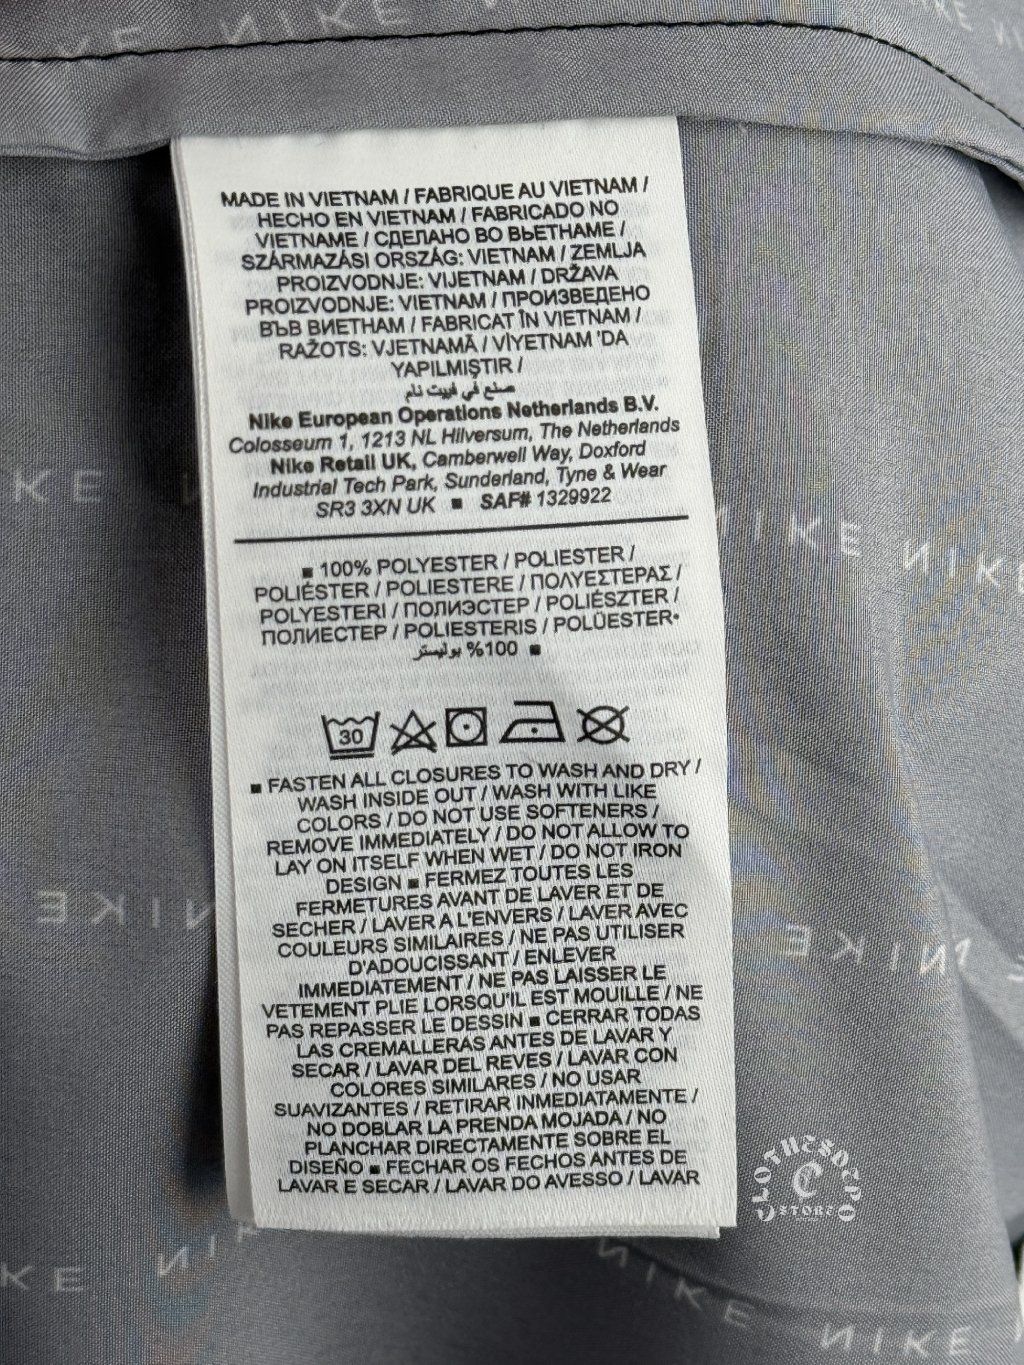 MADE IN VIETNAM / FABRIQUE AU VIETNAM /
HECHO EN VIETNAM / FABRICADO NO
VIETNAME / СДЕЛАНО ВО ВЬЕТНАМЕ /
SZÁRMAZÁSI ORSZÁG: VIETNAM / ZEMLJA
PROIZVODNJE: VIJETNAM / DRŽAVA
PROIZVODNJE: VIETNAM / ПРОИЗВЕДЕНО
ВЪВ ВИЕТНАМ / FABRICAT ÎN VIETNAM /
RAŽOTS: VJETNAMĀ / VİYETNAM 'DA
YAPILMIŞTIR /
صنع في فييت نام
Nike European Operations Netherlands B.V.
Colosseum 1, 1213 NL Hilversum, The Netherlands
Nike Retail UK, Camberwell Way, Doxford
Industrial Tech Park, Sunderland, Tyne & Wear
SR3 3XN UK ■ SAF# 1329922
■ 100% POLYESTER / POLIESTER /
POLIÉSTER / POLIESTERE / ΠΟΛΥΕΣΤΕΡΑΣ /
POLYESTERI / ПОЛИЭСТЕР / POLIÉSZTER /
ПОЛИЕСТЕР / POLIESTERIS / POLÜESTER•
%100 بوليستر ■
30
■ FASTEN ALL CLOSURES TO WASH AND DRY /
WASH INSIDE OUT / WASH WITH LIKE
COLORS / DO NOT USE SOFTENERS /
REMOVE IMMEDIATELY / DO NOT ALLOW TO
LAY ON ITSELF WHEN WET / DO NOT IRON
DESIGN ■ FERMEZ TOUTES LES
FERMETURES AVANT DE LAVER ET DE
SECHER / LAVER A L'ENVERS / LAVER AVEC
COULEURS SIMILAIRES / NE PAS UTILISER
D'ADOUCISSANT / ENLEVER
IMMEDIATEMENT / NE PAS LAISSER LE
VETEMENT PLIE LORSQU'IL EST MOUILLE / NE
PAS REPASSER LE DESSIN ■ CERRAR TODAS
LAS CREMALLERAS ANTES DE LAVAR Y
SECAR / LAVAR DEL REVES / LAVAR CON
COLORES SIMILARES / NO USAR
SUAVIZANTES / RETIRAR INMEDIATAMENTE /
NO DOBLAR LA PRENDA MOJADA / NO
PLANCHAR DIRECTAMENTE SOBRE EL
DISEÑO ■ FECHAR OS FECHOS ANTES DE
LAVAR E SECAR / LAVAR DO AVESSO / LAVAR
NIKE
NIKE
NIKE
NIKE
NIKE
NIKE
NIKE
NIKE
STORE